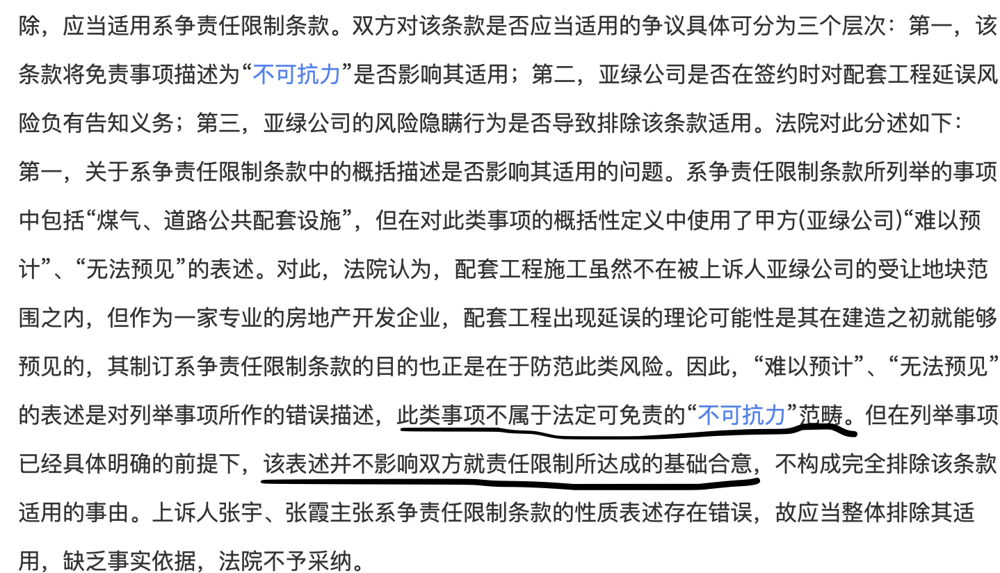 除，应当适用系争责任限制条款。双方对该条款是否应当适用的争议具体可分为三个层次：第一，该
条款将免责事项描述为“不可抗力”是否影响其适用；第二，亚绿公司是否在签约时对配套工程延误风
险负有告知义务；第三，亚绿公司的风险隐瞒行为是否导致排除该条款适用。法院对此分述如下：
第一，关于系争责任限制条款中的概括描述是否影响其适用的问题。系争责任限制条款所列举的事项
中包括“煤气、道路公共配套设施”，但在对此类事项的概括性定义中使用了甲方(亚绿公司)“难以预
计”、“无法预见”的表述。对此，法院认为，配套工程施工虽然不在被上诉人亚绿公司的受让地块范
围之内，但作为一家专业的房地产开发企业，配套工程出现延误的理论可能性是其在建造之初就能够
预见的，其制订系争责任限制条款的目的也正是在于防范此类风险。因此，“难以预计”、“无法预见”
的表述是对列举事项所作的错误描述，此类事项不属于法定可免责的“不可抗力”范畴。但在列举事项
已经具体明确的前提下，该表述并不影响双方就责任限制所达成的基础合意，不构成完全排除该条款
适用的事由。上诉人张宇、张霞主张系争责任限制条款的性质表述存在错误，故应当整体排除其适
用，缺乏事实依据，法院不予采纳。